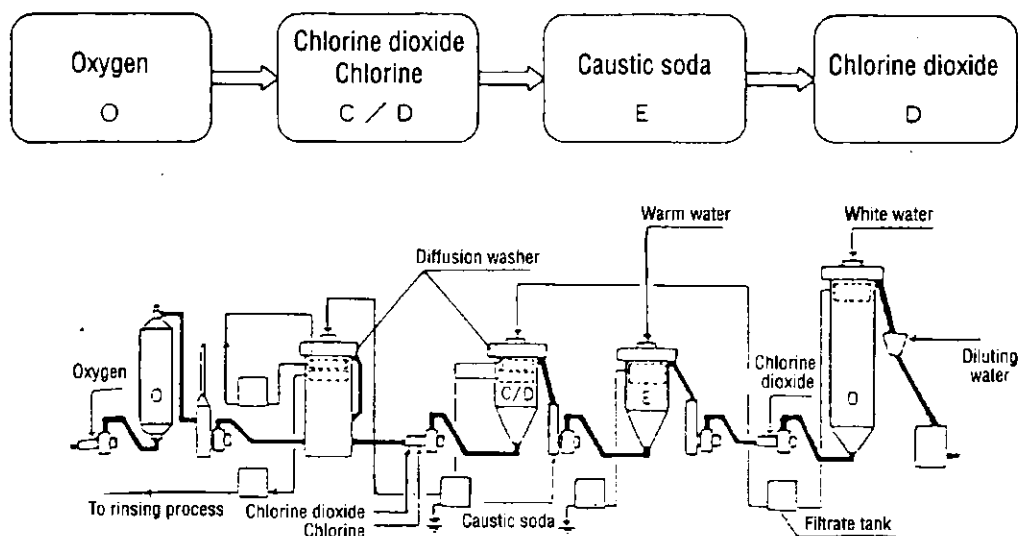 Oxygen
O
Chlorine dioxide
Chlorine
C / D
Caustic soda
E
Chlorine dioxide
D
Warm water
White water
Diffusion washer
Oxygen
O
C/D
E
Chlorine
dioxide
D
Diluting
water
To rinsing process
Chlorine dioxide
Chlorine
Caustic soda
Filtrate tank